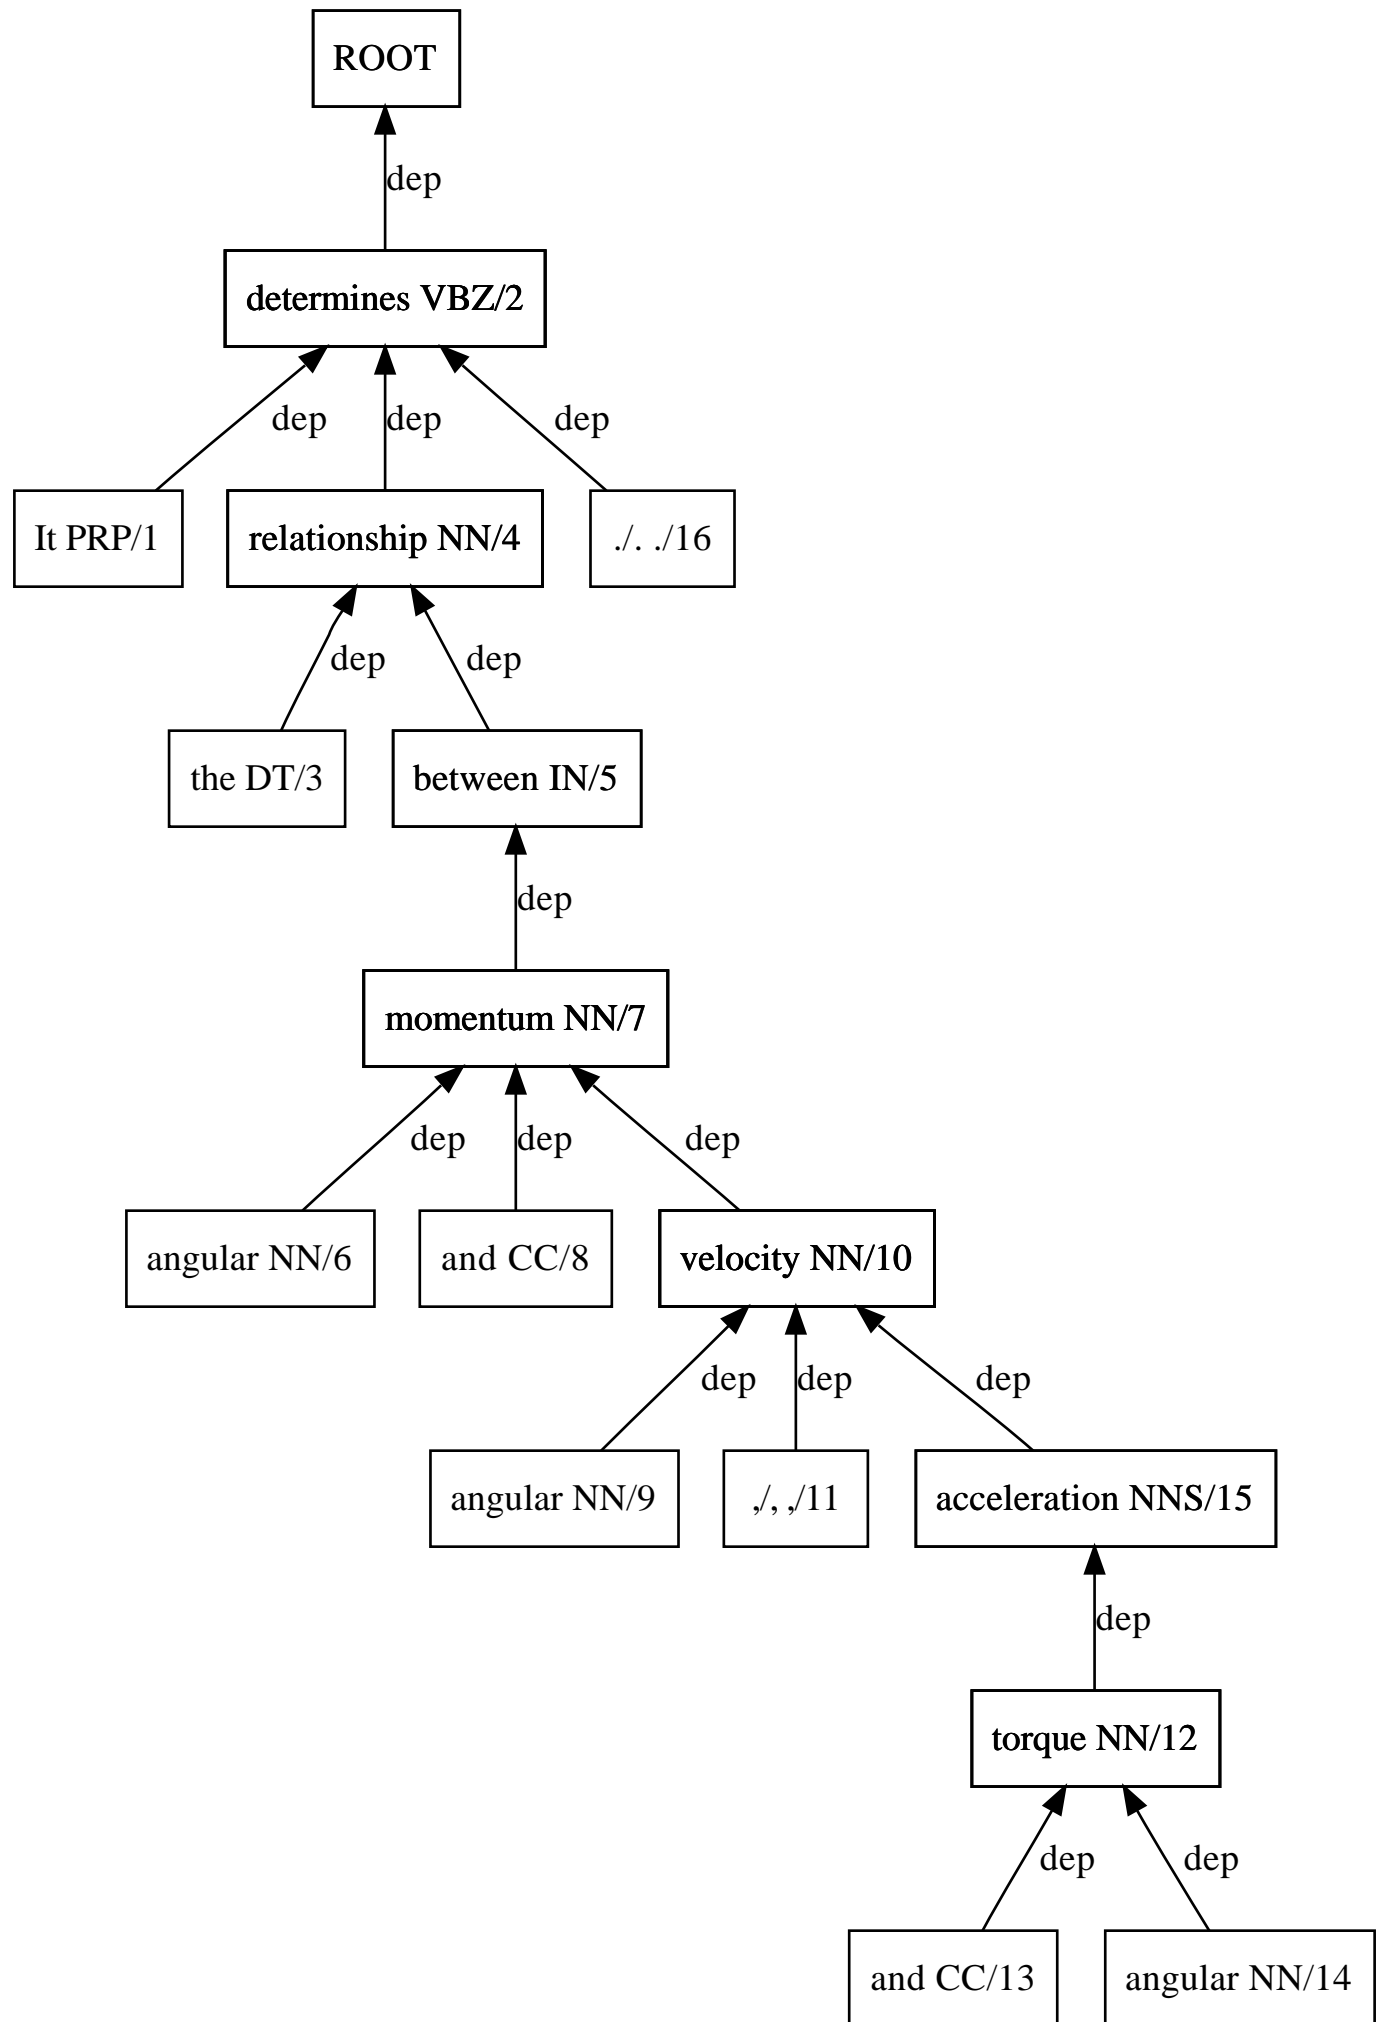 ROOT
dep
determines VBZ/2
dep dep dep
It PRP/1 relationship NN/4 ./. ./16
dep dep
the DT/3 between IN/5
dep
momentum NN/7
dep dep dep
angular NN/6 and CC/8 velocity NN/10
dep dep dep
angular NN/9 ,/, ,/11 acceleration NNS/15
dep
torque NN/12
dep dep
and CC/13 angular NN/14